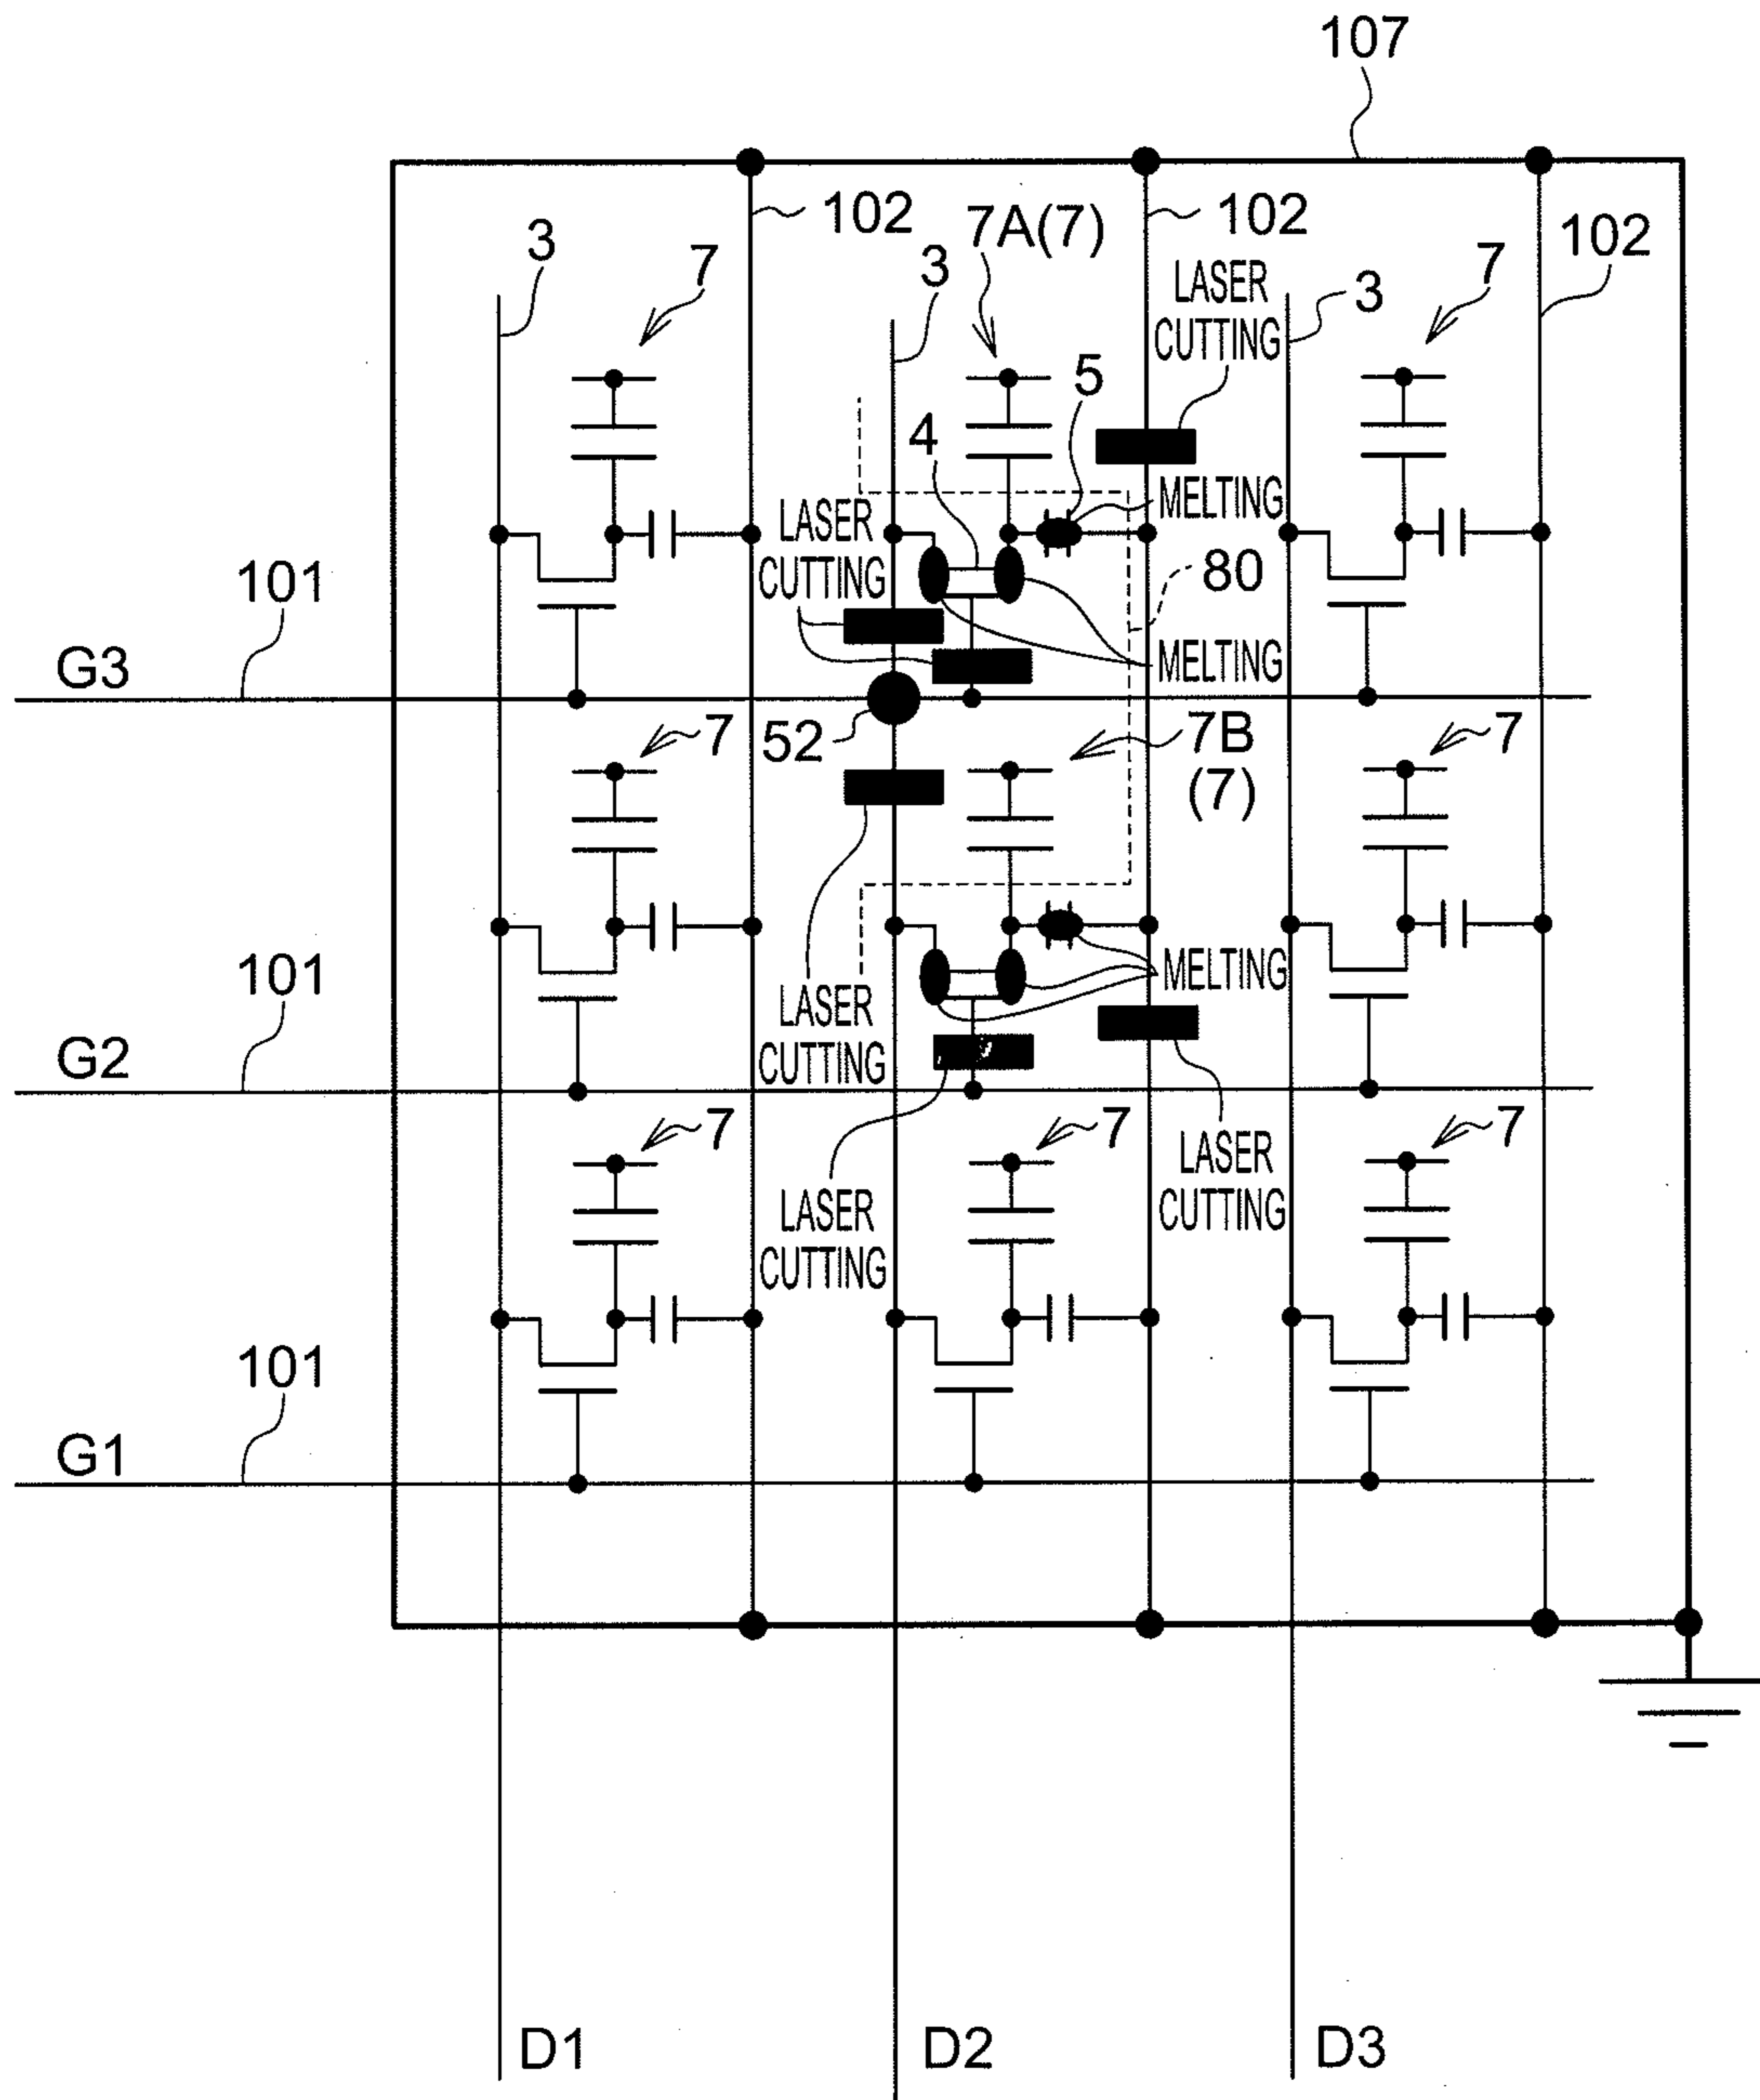 107
102
7A(7)
102
102
3
7
3
LASER
CUTTING
3
7
5
4
MELTING
LASER
CUTTING
80
101
G3
MELTING
52
7
7B
(7)
7
101
MELTING
G2
LASER
CUTTING
7
7
7
LASER
CUTTING
LASER
CUTTING
101
G1
D1
D2
D3